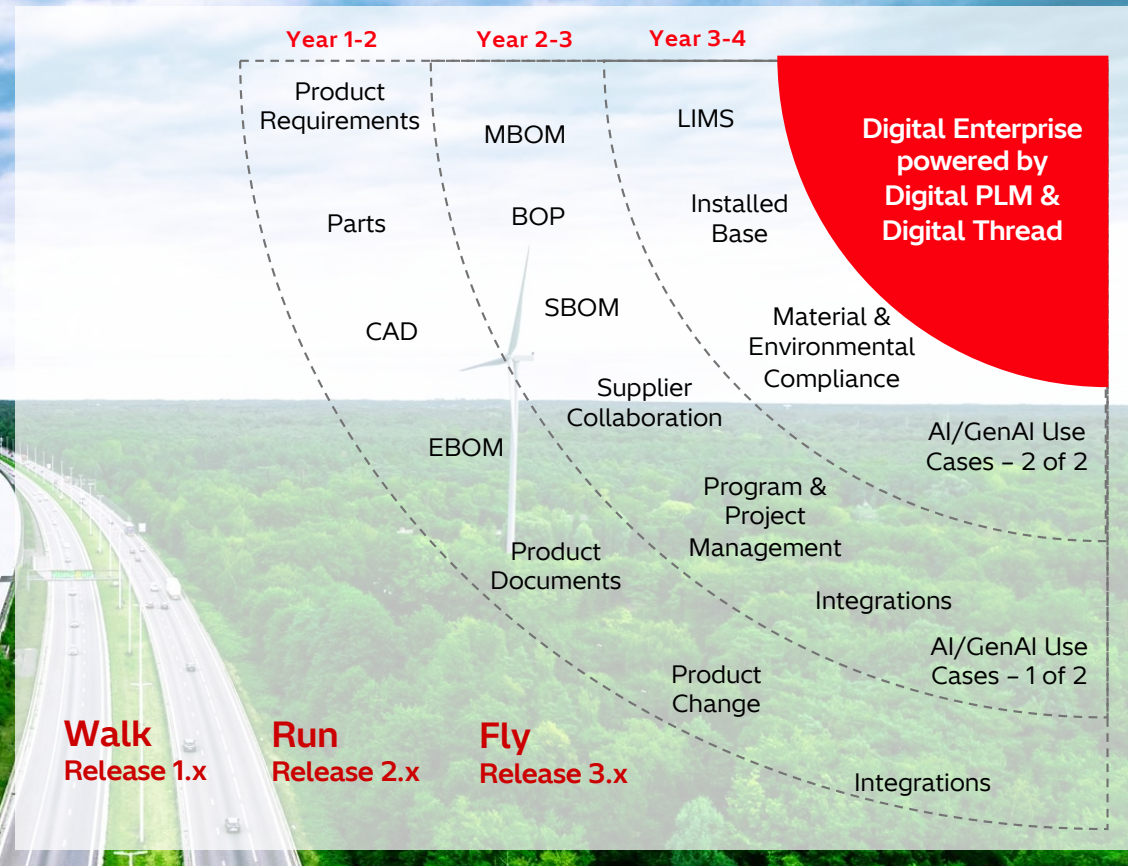 Year 1-2
Year 2-3
Year 3-4
Product
Requirements
Parts
CAD
EBOM
Product
Documents
Product
Change
Integrations
MBOM
BOP
SBOM
Supplier
Collaboration
Program &
Project
Management
Integrations
AI/GenAI Use
Cases – 1 of 2
LIMS
Installed
Base
Material &
Environmental
Compliance
AI/GenAI Use
Cases – 2 of 2
Digital Enterprise
powered by
Digital PLM &
Digital Thread
Walk
Release 1.x
Run
Release 2.x
Fly
Release 3.x